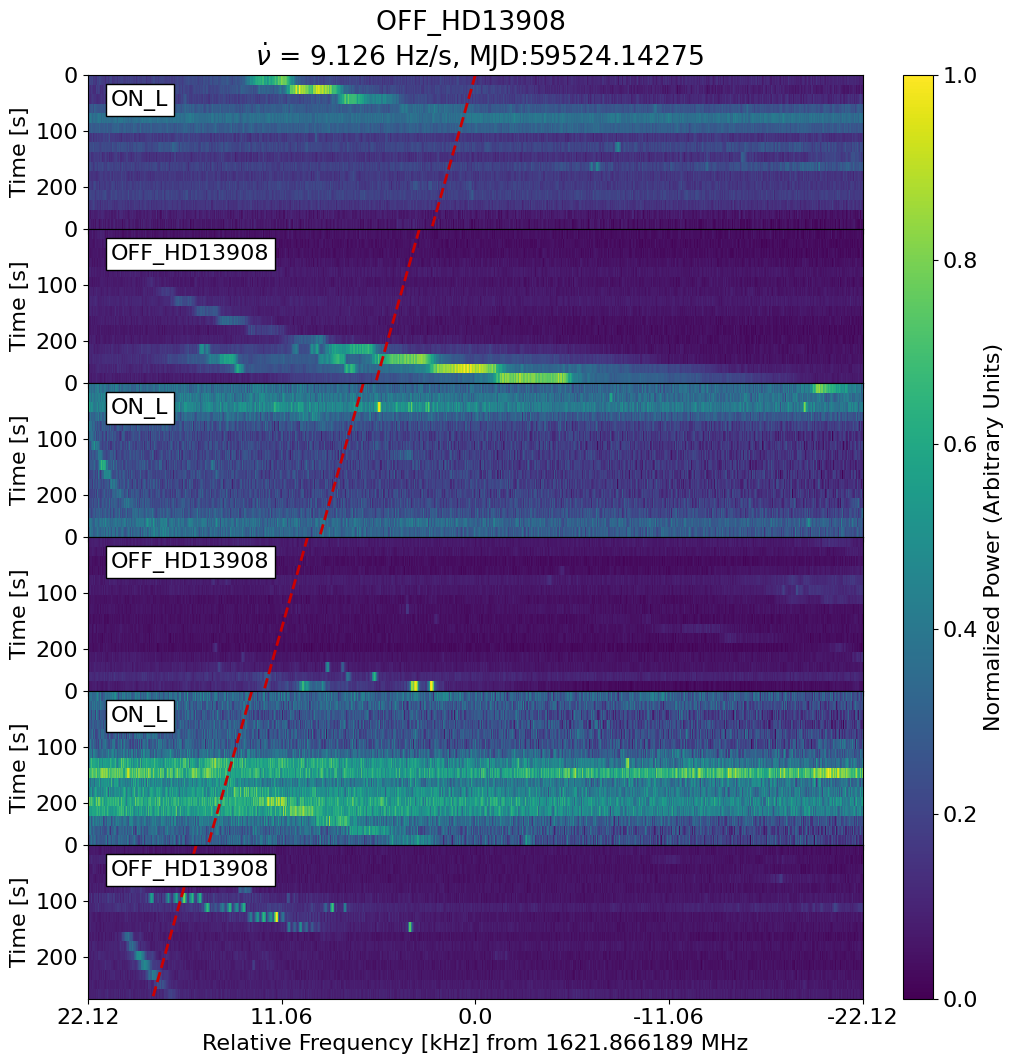 OFF_HD13908
ν̇ = 9.126 Hz/s, MJD:59524.14275
0
100
200
Time [s]
ON_L
0
100
200
Time [s]
OFF_HD13908
0
100
200
Time [s]
ON_L
0
100
200
Time [s]
OFF_HD13908
0
100
200
Time [s]
ON_L
0
100
200
Time [s]
OFF_HD13908
22.12 11.06 0.0 -11.06 -22.12
Relative Frequency [kHz] from 1621.866189 MHz
1.0
0.8
0.6
0.4
0.2
0.0
Normalized Power (Arbitrary Units)